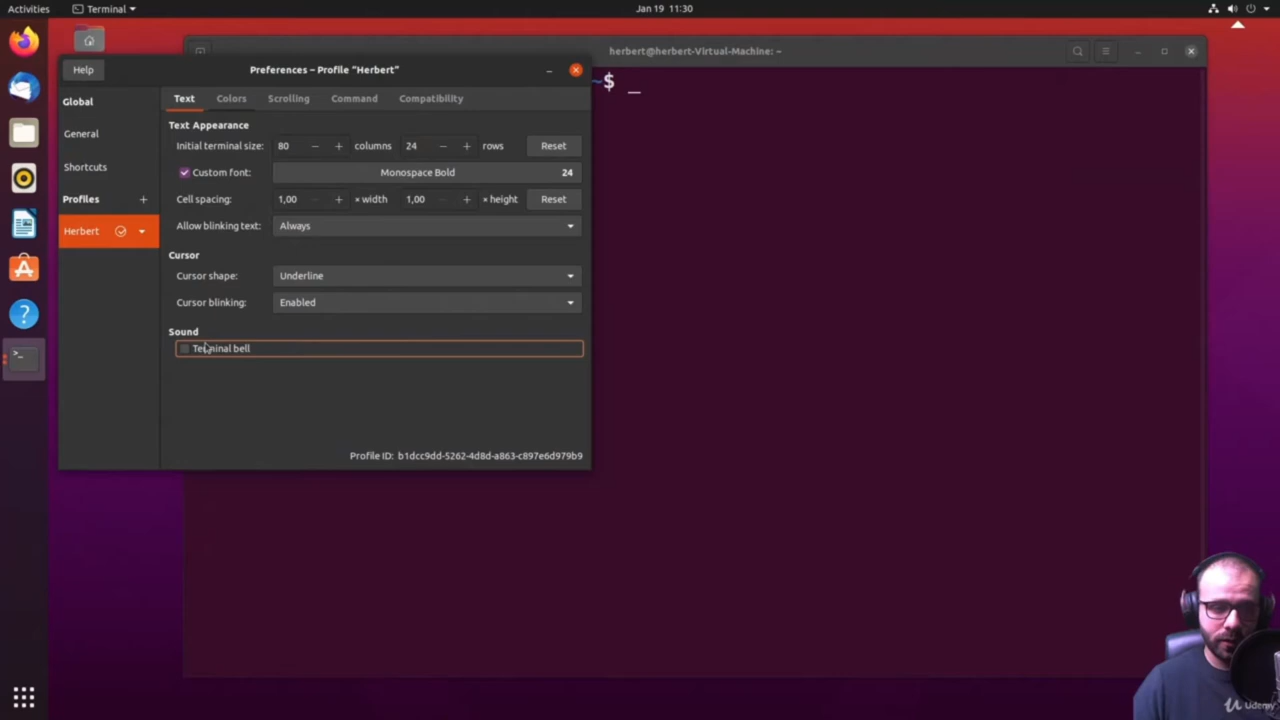 Activities Terminal Jan 19 11:30
herbert@herbert-Virtual-Machine: ~
Help Preferences – Profile “Herbert”
~$ _
Global
General
Shortcuts
Profiles +
Herbert
Text Colors Scrolling Command Compatibility
Text Appearance
Initial terminal size: 80 − + columns 24 − + rows Reset
Custom font: Monospace Bold 24
Cell spacing: 1,00 − + × width 1,00 − + × height Reset
Allow blinking text: Always
Cursor
Cursor shape: Underline
Cursor blinking: Enabled
Sound
Terminal bell
Profile ID: b1dcc9dd-5262-4d8d-a863-c897e6d979b9
Udemy